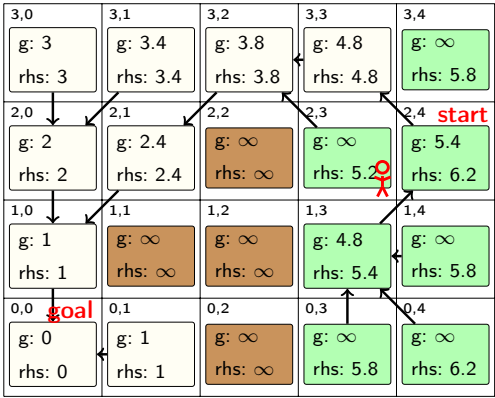 3,0 3,1 3,2 3,3 3,4
g: 3 g: 3.4 g: 3.8 g: 4.8 g: ∞
rhs: 3 rhs: 3.4 rhs: 3.8 rhs: 4.8 rhs: 5.8
2,0 2,1 2,2 2,3 2,4 start
g: 2 g: 2.4 g: ∞ g: ∞ g: 5.4
rhs: 2 rhs: 2.4 rhs: ∞ rhs: 5.2 rhs: 6.2
1,0 1,1 1,2 1,3 1,4
g: 1 g: ∞ g: ∞ g: 4.8 g: ∞
rhs: 1 rhs: ∞ rhs: ∞ rhs: 5.4 rhs: 5.8
0,0 goal 0,1 0,2 0,3 0,4
g: 0 g: 1 g: ∞ g: ∞ g: ∞
rhs: 0 rhs: 1 rhs: ∞ rhs: 5.8 rhs: 6.2